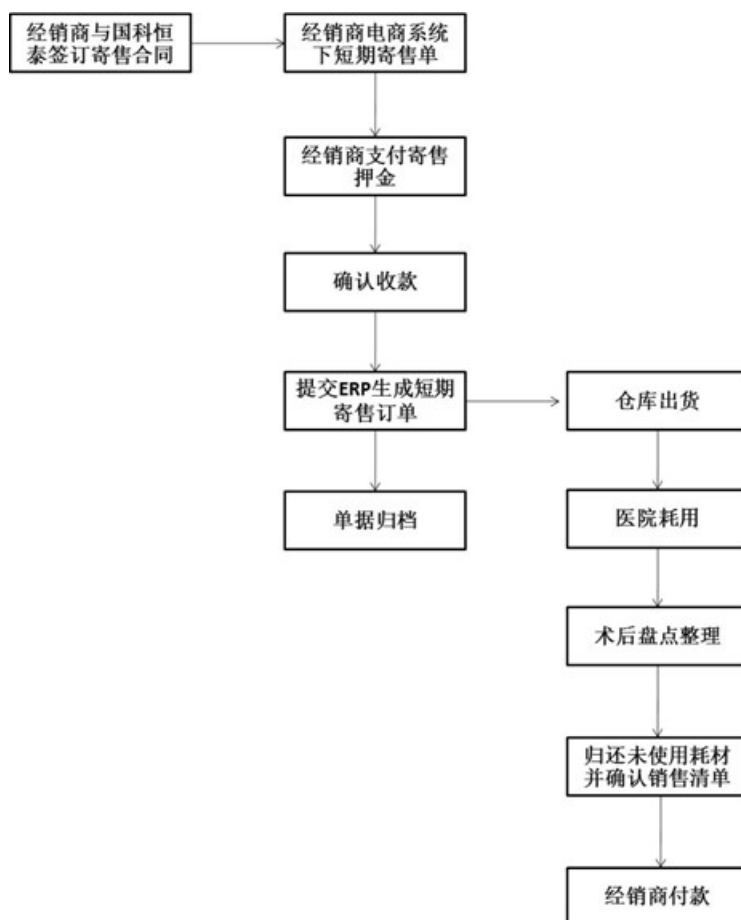 经销商与国科恒
泰签订寄售合同
经销商电商系统
下短期寄售单
经销商支付寄售
押金
确认收款
提交ERP生成短期
寄售订单
仓库出货
单据归档
医院耗用
术后盘点整理
归还未使用耗材
并确认销售清单
经销商付款